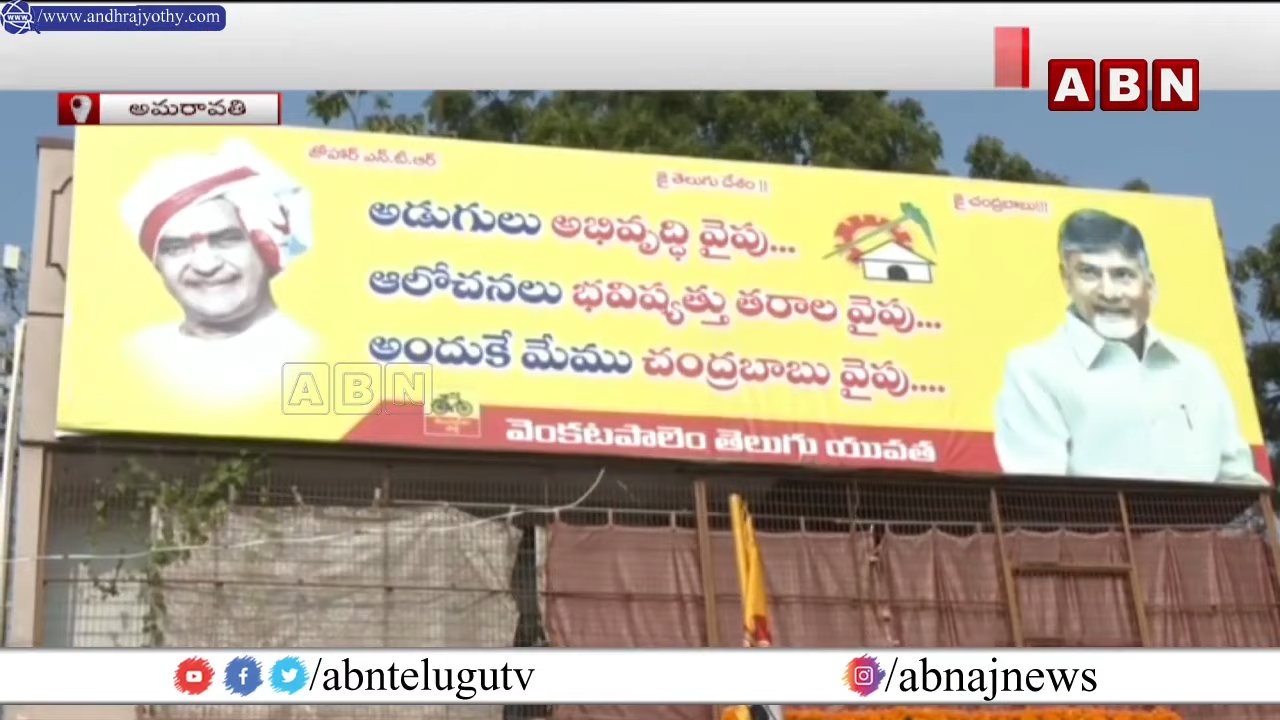 //www.andhrajyothy.com
ABN
అమరావతి
జోహార్ ఎన్.టి.ఆర్
జై తెలుగు దేశం !!
జై చంద్రబాబు!!!
అడుగులు అభివృద్ధి వైపు...
ఆలోచనలు భవిష్యత్తు తరాల వైపు...
అందుకే మేము చంద్రబాబు వైపు....
ABN
వెంకటపాలెం తెలుగు యువత
/abntelugutv
/abnajnews